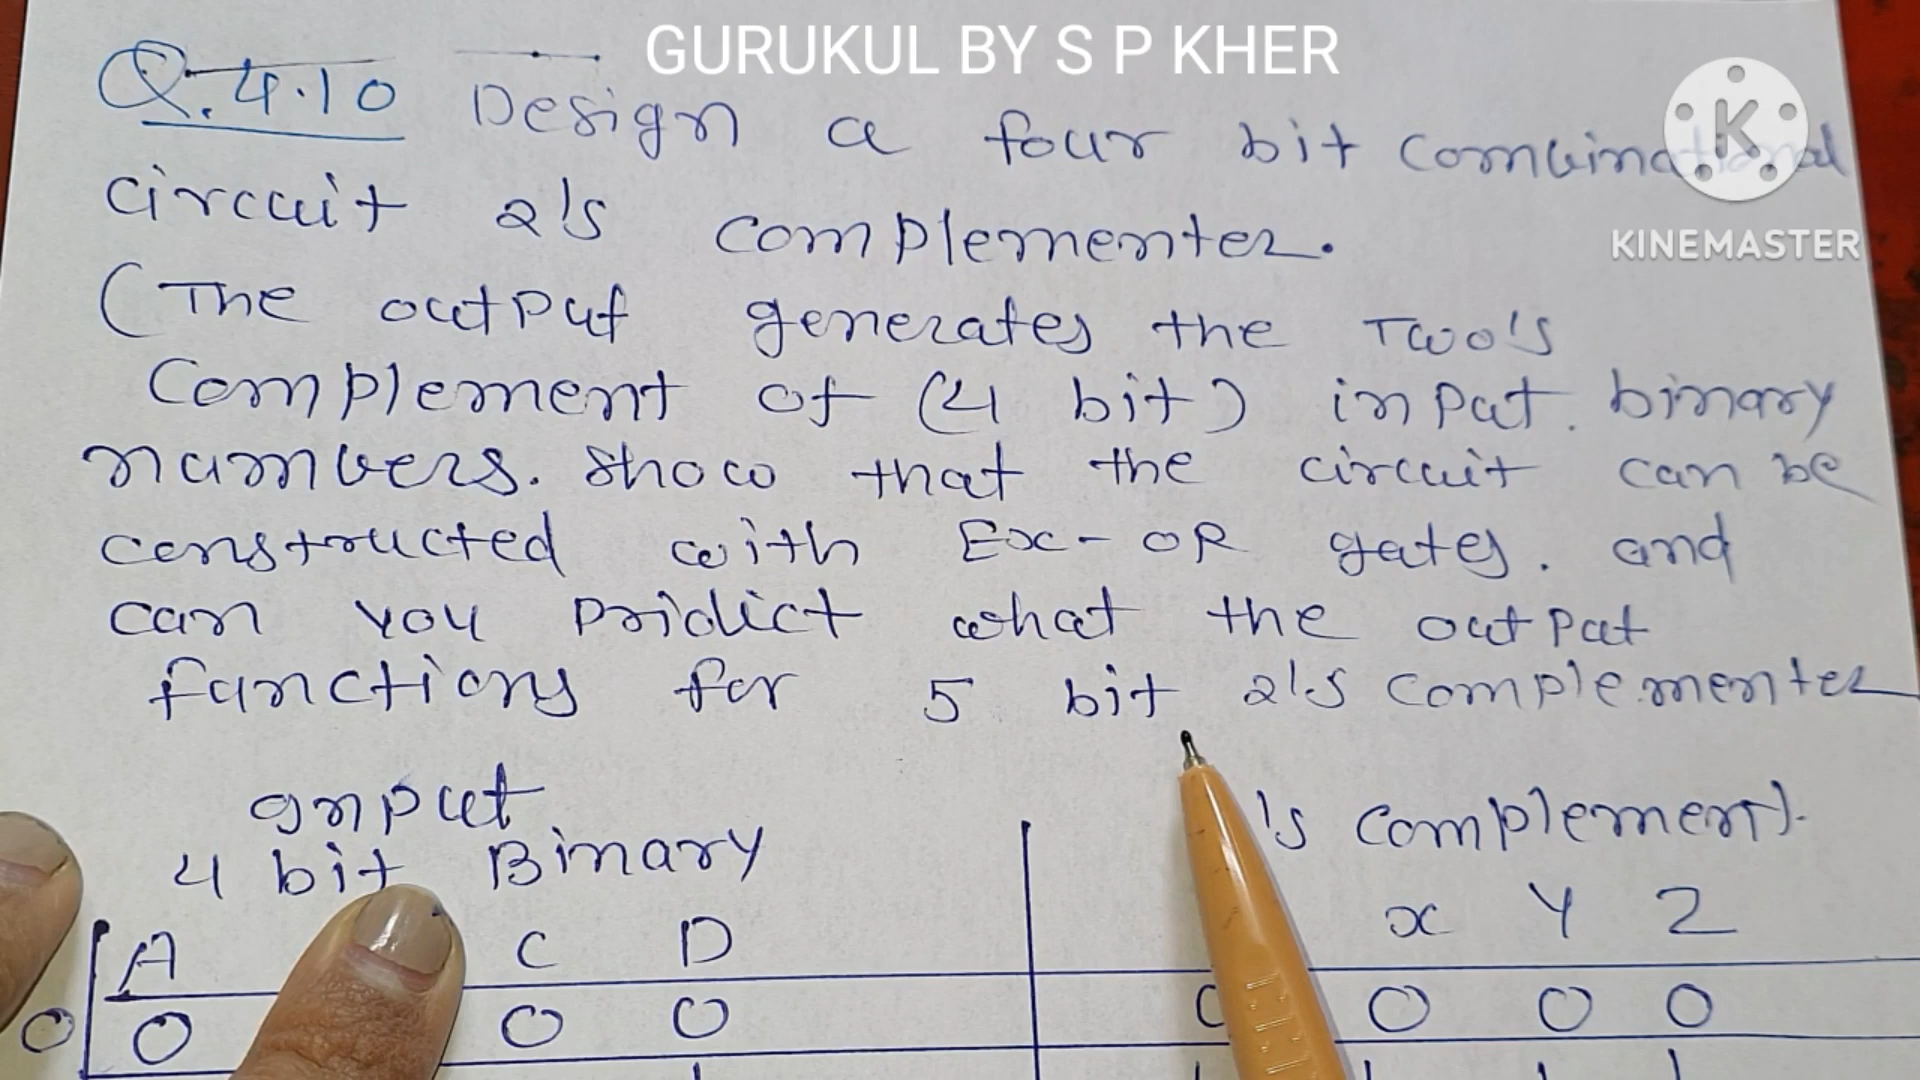 GURUKUL BY S P KHER
Q.4.10 Design a four bit combinational
KINEMASTER
circuit 2's complementer.
(The output generates the Two's
Complement of (4 bit) input. binary
numbers. show that the circuit can be
constructed with Ex-OR gates. and
can you pridict what the output
functions for 5 bit 2's complementer
Input
4 bit Binary
's complement).
A C D x Y Z
0 0 0 0 0 0 0 0